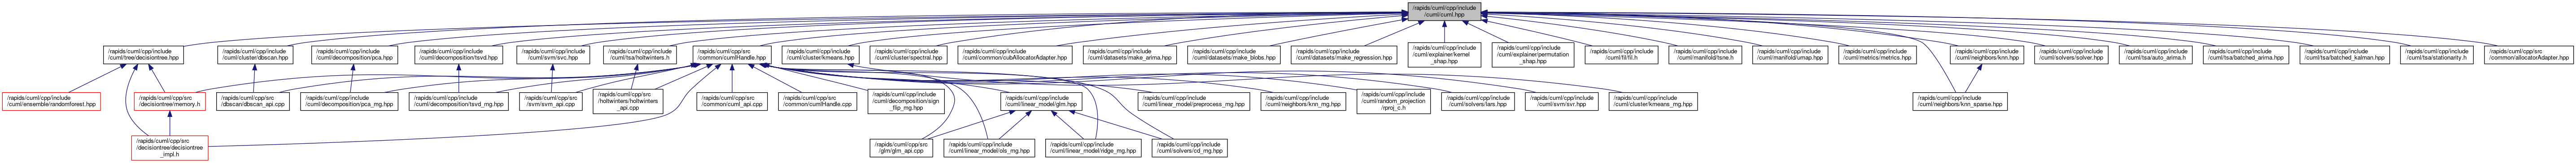 /rapids/cuml/cpp/include
/cuml/cuml.hpp
/rapids/cuml/cpp/include
/cuml/tree/decisiontree.hpp
/rapids/cuml/cpp/include
/cuml/cluster/dbscan.hpp
/rapids/cuml/cpp/include
/cuml/decomposition/pca.hpp
/rapids/cuml/cpp/include
/cuml/decomposition/tsvd.hpp
/rapids/cuml/cpp/include
/cuml/svm/svc.hpp
/rapids/cuml/cpp/include
/cuml/tsa/holtwinters.h
/rapids/cuml/cpp/src
/common/cumlHandle.hpp
/rapids/cuml/cpp/include
/cuml/cluster/kmeans.hpp
/rapids/cuml/cpp/include
/cuml/cluster/spectral.hpp
/rapids/cuml/cpp/include
/cuml/common/cubAllocatorAdapter.hpp
/rapids/cuml/cpp/include
/cuml/datasets/make_arima.hpp
/rapids/cuml/cpp/include
/cuml/datasets/make_blobs.hpp
/rapids/cuml/cpp/include
/cuml/datasets/make_regression.hpp
/rapids/cuml/cpp/include
/cuml/explainer/kernel
_shap.hpp
/rapids/cuml/cpp/include
/cuml/explainer/permutation
_shap.hpp
/rapids/cuml/cpp/include
/cuml/fil/fil.h
/rapids/cuml/cpp/include
/cuml/manifold/tsne.h
/rapids/cuml/cpp/include
/cuml/manifold/umap.hpp
/rapids/cuml/cpp/include
/cuml/metrics/metrics.hpp
/rapids/cuml/cpp/include
/cuml/neighbors/knn.hpp
/rapids/cuml/cpp/include
/cuml/solvers/solver.hpp
/rapids/cuml/cpp/include
/cuml/tsa/auto_arima.h
/rapids/cuml/cpp/include
/cuml/tsa/batched_arima.hpp
/rapids/cuml/cpp/include
/cuml/tsa/batched_kalman.hpp
/rapids/cuml/cpp/include
/cuml/tsa/stationarity.h
/rapids/cuml/cpp/src
/common/allocatorAdapter.hpp
/rapids/cuml/cpp/include
/cuml/ensemble/randomforest.hpp
/rapids/cuml/cpp/src
/decisiontree/memory.h
/rapids/cuml/cpp/src
/dbscan/dbscan_api.cpp
/rapids/cuml/cpp/include
/cuml/decomposition/pca_mg.hpp
/rapids/cuml/cpp/include
/cuml/decomposition/tsvd_mg.hpp
/rapids/cuml/cpp/src
/svm/svm_api.cpp
/rapids/cuml/cpp/src
/holtwinters/holtwinters
_api.cpp
/rapids/cuml/cpp/src
/common/cuml_api.cpp
/rapids/cuml/cpp/src
/common/cumlHandle.cpp
/rapids/cuml/cpp/include
/cuml/decomposition/sign
_flip_mg.hpp
/rapids/cuml/cpp/include
/cuml/linear_model/glm.hpp
/rapids/cuml/cpp/include
/cuml/linear_model/preprocess_mg.hpp
/rapids/cuml/cpp/include
/cuml/neighbors/knn_mg.hpp
/rapids/cuml/cpp/include
/cuml/random_projection
/rproj_c.h
/rapids/cuml/cpp/include
/cuml/solvers/lars.hpp
/rapids/cuml/cpp/include
/cuml/svm/svr.hpp
/rapids/cuml/cpp/include
/cuml/cluster/kmeans_mg.hpp
/rapids/cuml/cpp/include
/cuml/neighbors/knn_sparse.hpp
/rapids/cuml/cpp/src
/decisiontree/decisiontree
_impl.h
/rapids/cuml/cpp/src
/glm/glm_api.cpp
/rapids/cuml/cpp/include
/cuml/linear_model/ols_mg.hpp
/rapids/cuml/cpp/include
/cuml/linear_model/ridge_mg.hpp
/rapids/cuml/cpp/include
/cuml/solvers/cd_mg.hpp